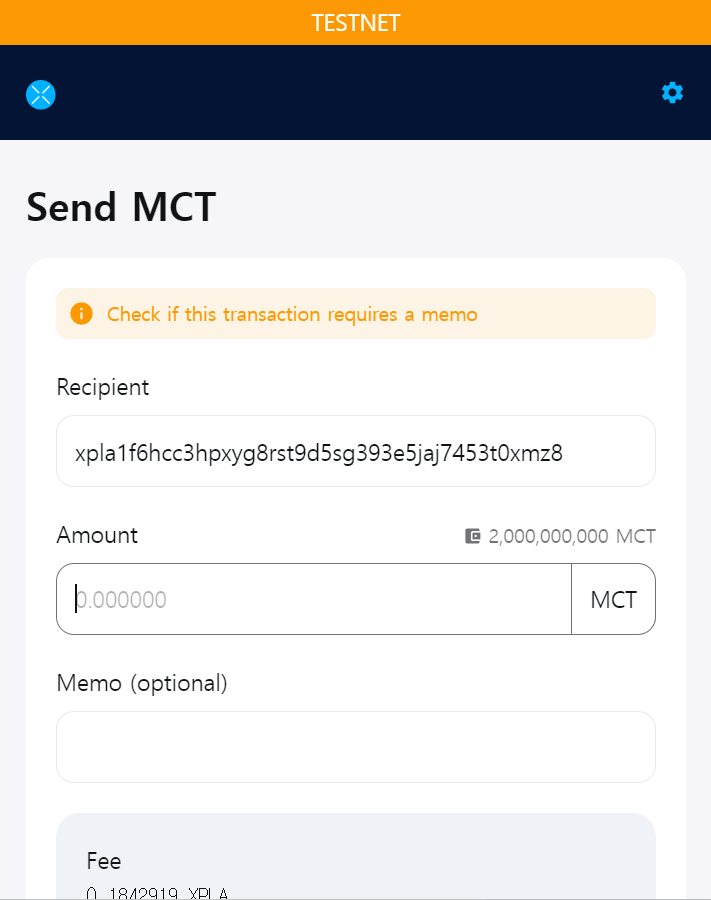 TESTNET
Send MCT
Check if this transaction requires a memo
Recipient
xpla1f6hcc3hpxyg8rst9d5sg393e5jaj7453t0xmz8
Amount
2,000,000,000 MCT
0.000000
MCT
Memo (optional)
Fee
0.1842919 XPLA